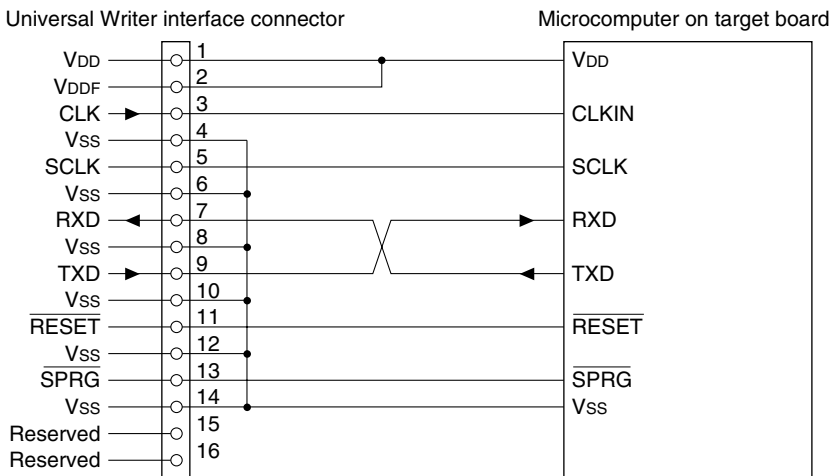 Universal Writer interface connector Microcomputer on target board
VDD 1 VDD
VDDF 2
CLK 3 CLKIN
VSS 4
SCLK 5 SCLK
VSS 6
RXD 7 RXD
VSS 8
TXD 9 TXD
VSS 10
RESET 11 RESET
VSS 12
SPRG 13 SPRG
VSS 14 VSS
Reserved 15
Reserved 16